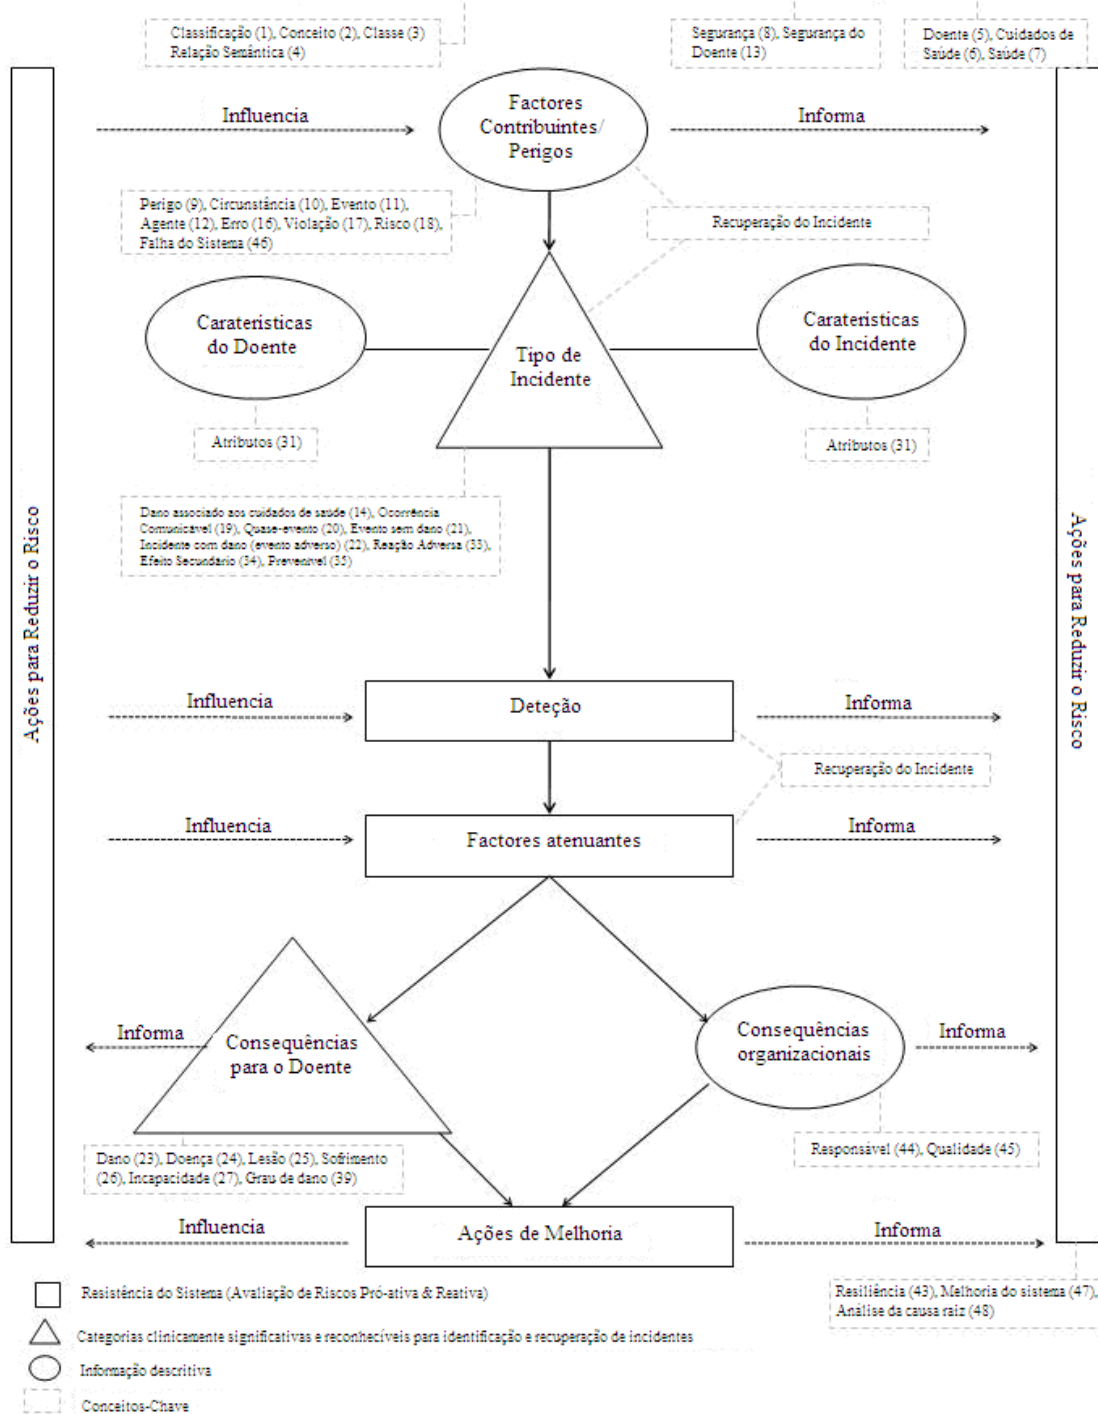 Classificação (1), Conceito (2), Classe (3)
Relação Semântica (4)
Segurança (8), Segurança do
Doente (13)
Doente (5), Cuidados de
Saúde (6), Saúde (7)
Influencia
Factores
Contribuintes/
Perigos
Informa
Perigo (9), Circunstância (10), Evento (11),
Agente (12), Erro (16), Violação (17), Risco (18),
Falha do Sistema (46)
Recuperação do Incidente
Carateristicas
do Doente
Tipo de
Incidente
Carateristicas
do Incidente
Atributos (31)
Atributos (31)
Dano associado aos cuidados de saúde (14), Ocorrência
Comunicável (19), Quase-evento (20), Evento sem dano (21),
Incidente com dano (evento adverso) (22), Reação Adversa (33),
Efeito Secundário (34), Prevenivel (35)
Ações para Reduzir o Risco
Ações para Reduzir o Risco
Influencia
Deteção
Informa
Recuperação do Incidente
Influencia
Factores atenuantes
Informa
Informa
Consequências
para o Doente
Consequências
organizacionais
Informa
Dano (23), Doença (24), Lesão (25), Sofrimento
(26), Incapacidade (27), Grau de dano (39)
Responsável (44), Qualidade (45)
Influencia
Ações de Melhoria
Informa
Resiliência (43), Melhoria do sistema (47),
Análise da causa raiz (48)
Resistência do Sistema (Avaliação de Riscos Pró-ativa & Reativa)
Categorias clinicamente significativas e reconhecíveis para identificação e recuperação de incidentes
Informação descritiva
Conceitos-Chave